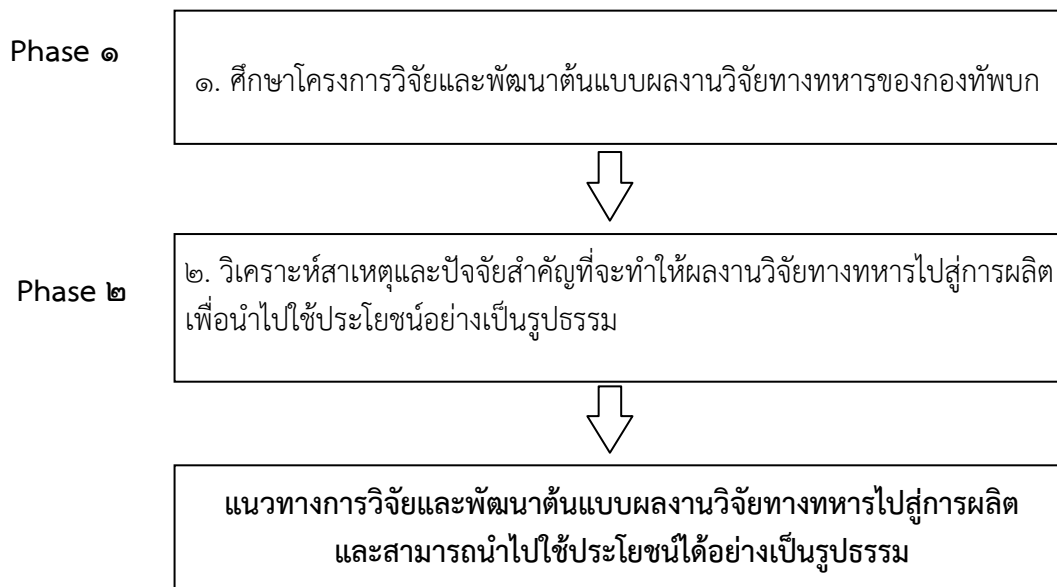 Phase ๑
๑. ศึกษาโครงการวิจัยและพัฒนาต้นแบบผลงานวิจัยทางทหารของกองทัพบก
Phase ๒
๒. วิเคราะห์สาเหตุและปัจจัยสำคัญที่จะทำให้ผลงานวิจัยทางทหารไปสู่การผลิต
เพื่อนำไปใช้ประโยชน์อย่างเป็นรูปธรรม
แนวทางการวิจัยและพัฒนาต้นแบบผลงานวิจัยทางทหารไปสู่การผลิต
และสามารถนำไปใช้ประโยชน์ได้อย่างเป็นรูปธรรม